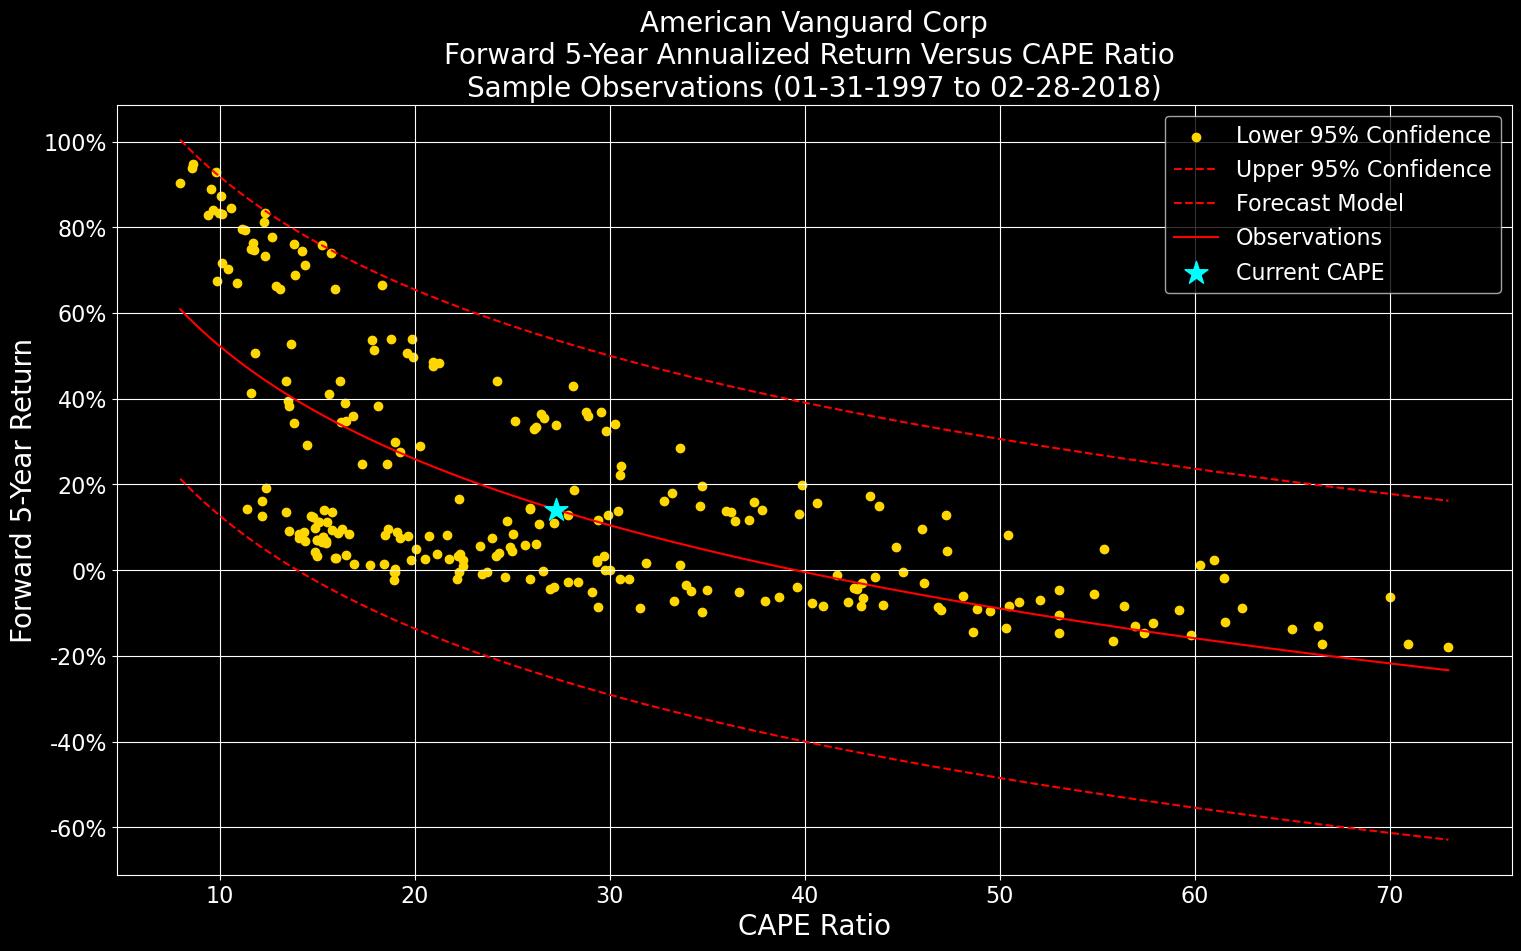 American Vanguard Corp
Forward 5-Year Annualized Return Versus CAPE Ratio
Sample Observations (01-31-1997 to 02-28-2018)
Lower 95% Confidence
Upper 95% Confidence
Forecast Model
Observations
Current CAPE
Forward 5-Year Return
100%
80%
60%
40%
20%
0%
-20%
-40%
-60%
10 20 30 40 50 60 70
CAPE Ratio